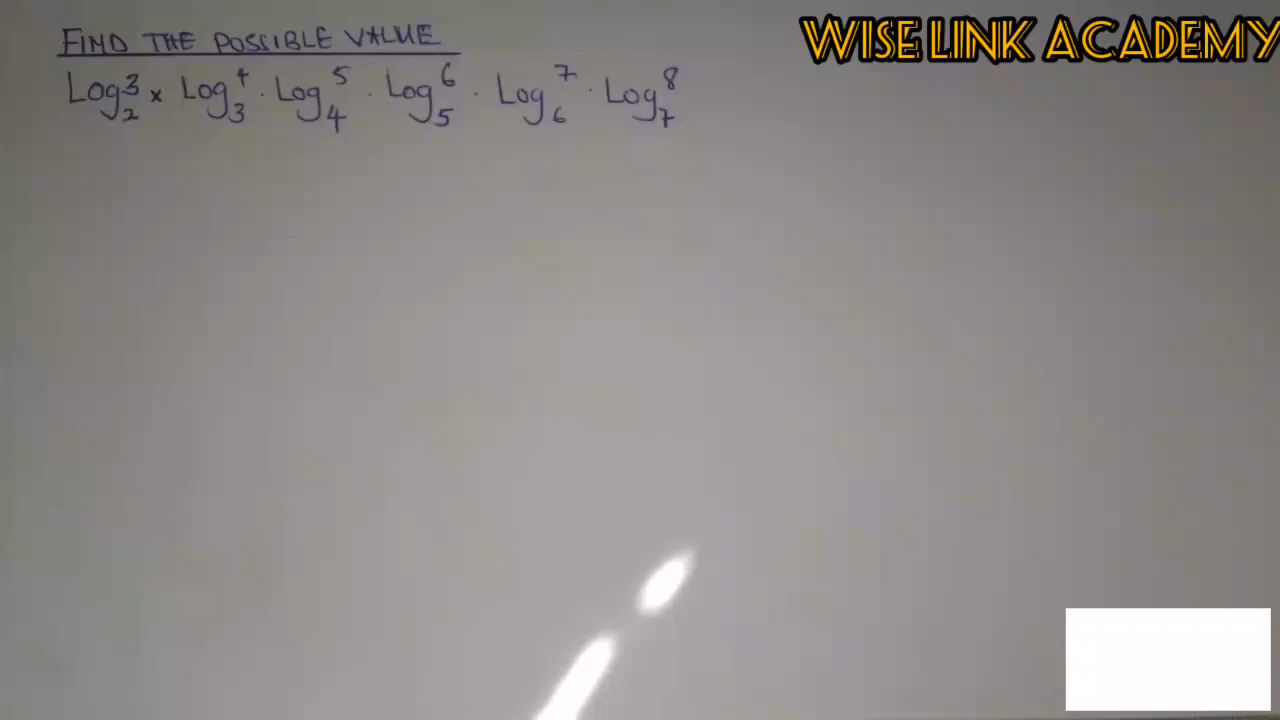 FIND THE POSSIBLE VALUE
WISE LINK ACADEMY
Log₂³ × Log₃⁴ · Log₄⁵ · Log₅⁶ · Log₆⁷ · Log₇⁸